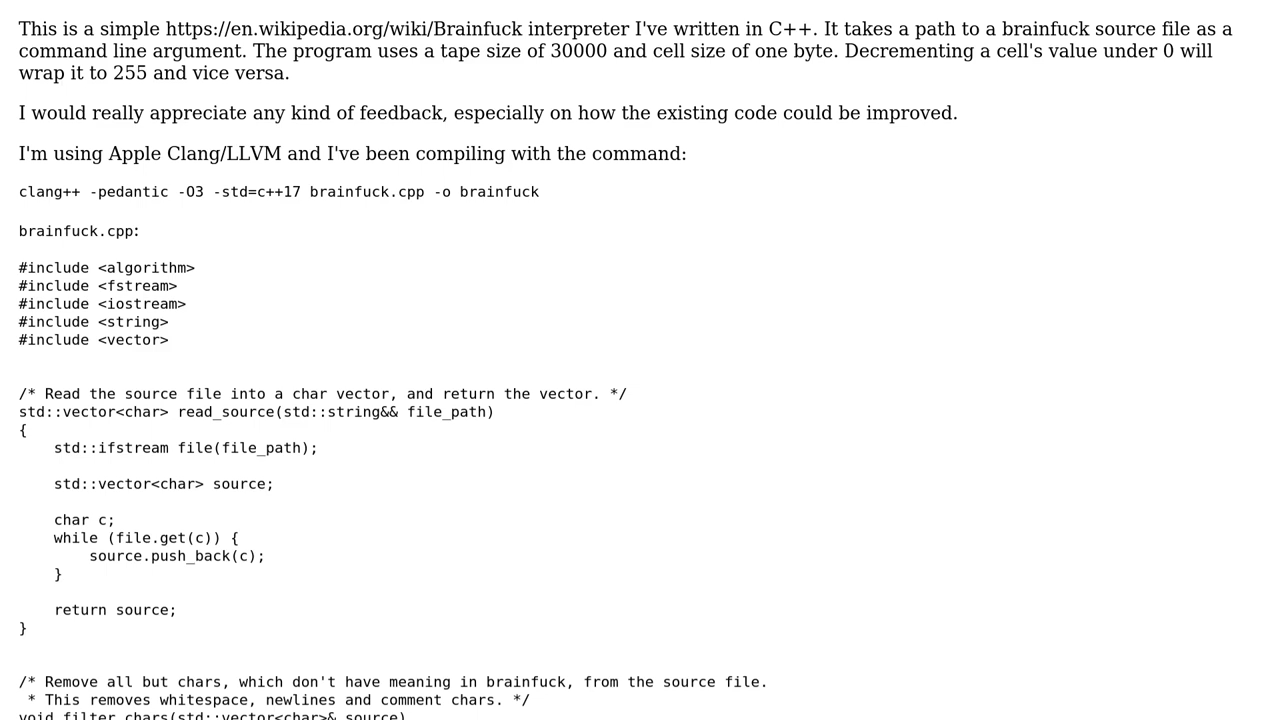 This is a simple https://en.wikipedia.org/wiki/Brainfuck interpreter I've written in C++. It takes a path to a brainfuck source file as a
command line argument. The program uses a tape size of 30000 and cell size of one byte. Decrementing a cell's value under 0 will
wrap it to 255 and vice versa.
I would really appreciate any kind of feedback, especially on how the existing code could be improved.
I'm using Apple Clang/LLVM and I've been compiling with the command:
clang++ -pedantic -O3 -std=c++17 brainfuck.cpp -o brainfuck
brainfuck.cpp:
#include <algorithm>
#include <fstream>
#include <iostream>
#include <string>
#include <vector>
/* Read the source file into a char vector, and return the vector. */
std::vector<char> read_source(std::string&& file_path)
{
    std::ifstream file(file_path);
    std::vector<char> source;
    char c;
    while (file.get(c)) {
        source.push_back(c);
    }
    return source;
}
/* Remove all but chars, which don't have meaning in brainfuck, from the source file.
 * This removes whitespace, newlines and comment chars. */
void filter_chars(std::vector<char>& source)